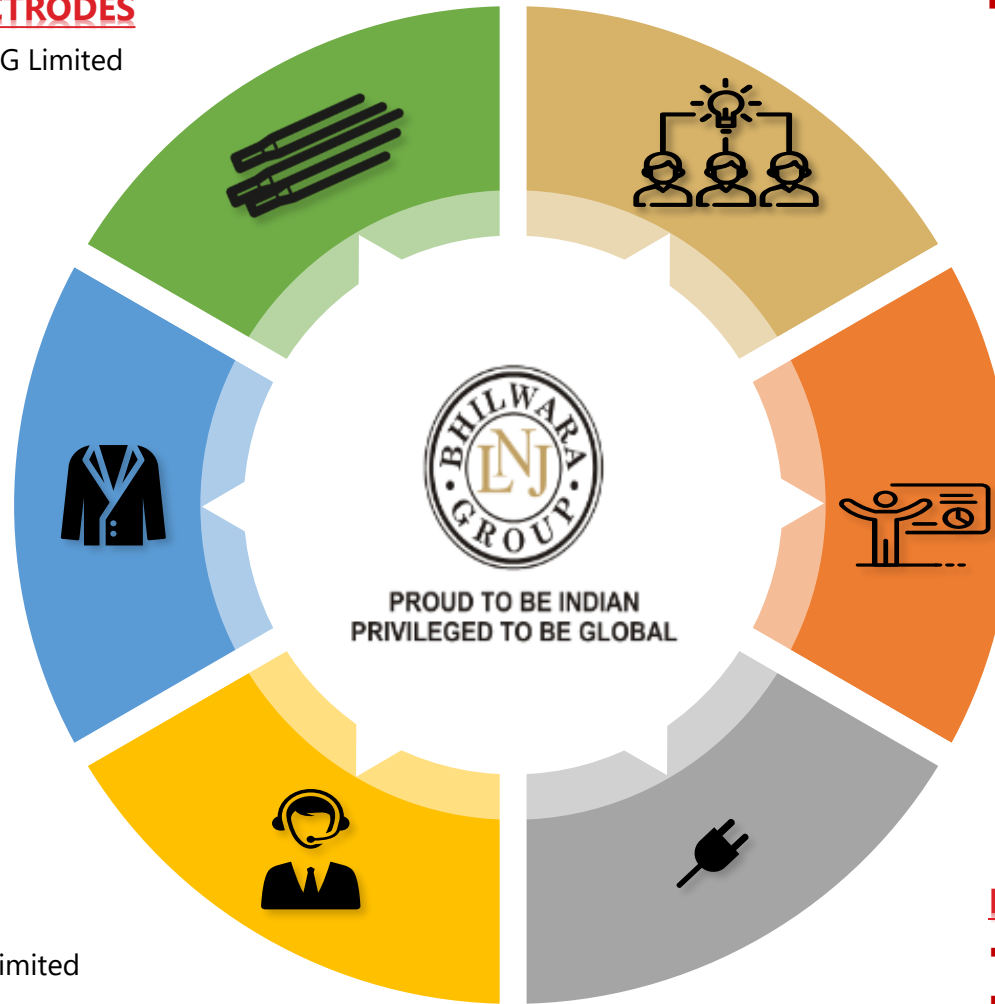 CTRODES
G Limited
BHILWARA
LNJ
GROUP
PROUD TO BE INDIAN
PRIVILEGED TO BE GLOBAL
imited